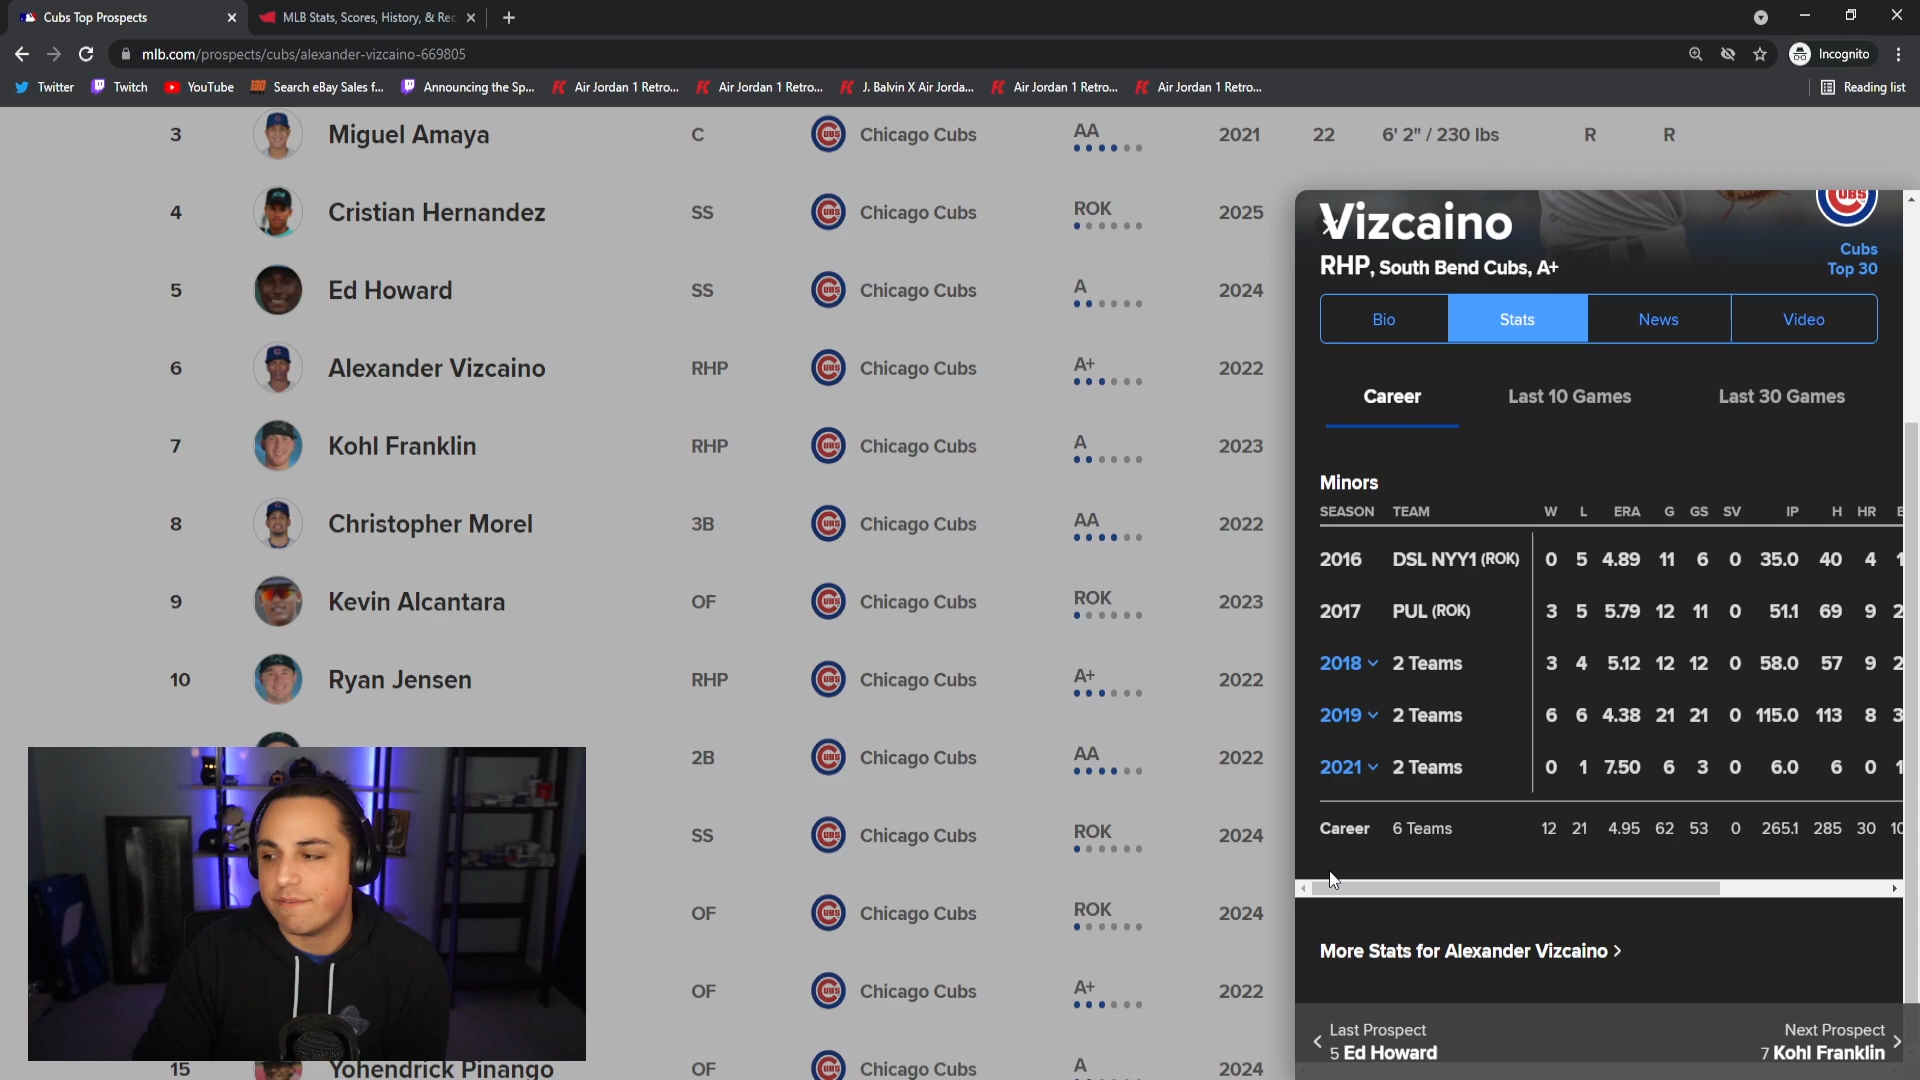 Cubs Top Prospects
MLB Stats, Scores, History, & Rec
mlb.com/prospects/cubs/alexander-vizcaino-669805
Incognito
Twitter
Twitch
YouTube
Search eBay Sales f...
Announcing the Sp...
Air Jordan 1 Retro...
Air Jordan 1 Retro...
J. Balvin X Air Jorda...
Air Jordan 1 Retro...
Air Jordan 1 Retro...
Reading list
3 Miguel Amaya C Chicago Cubs AA 2021 22 6' 2" / 230 lbs R R
4 Cristian Hernandez SS Chicago Cubs ROK 2025
5 Ed Howard SS Chicago Cubs A 2024
6 Alexander Vizcaino RHP Chicago Cubs A+ 2022
7 Kohl Franklin RHP Chicago Cubs A 2023
8 Christopher Morel 3B Chicago Cubs AA 2022
9 Kevin Alcantara OF Chicago Cubs ROK 2023
10 Ryan Jensen RHP Chicago Cubs A+ 2022
2B Chicago Cubs AA 2022
SS Chicago Cubs ROK 2024
OF Chicago Cubs ROK 2024
OF Chicago Cubs A+ 2022
15 Yohendrick Pinango OF Chicago Cubs A 2024
Vizcaino
RHP, South Bend Cubs, A+
CUBS
Cubs
Top 30
Bio Stats News Video
Career Last 10 Games Last 30 Games
Minors
SEASON TEAM W L ERA G GS SV IP H HR
2016 DSL NYY1 (ROK) 0 5 4.89 11 6 0 35.0 40 4
2017 PUL (ROK) 3 5 5.79 12 11 0 51.1 69 9
2018 2 Teams 3 4 5.12 12 12 0 58.0 57 9
2019 2 Teams 6 6 4.38 21 21 0 115.0 113 8
2021 2 Teams 0 1 7.50 6 3 0 6.0 6 0
Career 6 Teams 12 21 4.95 62 53 0 265.1 285 30
More Stats for Alexander Vizcaino >
Last Prospect
5 Ed Howard
Next Prospect
7 Kohl Franklin